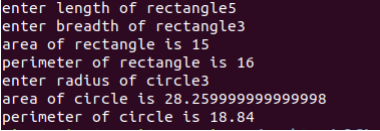 enter length of rectangle5
enter breadth of rectangle3
area of rectangle is 15
perimeter of rectangle is 16
enter radius of circle3
area of circle is 28.259999999999998
perimeter of circle is 18.84